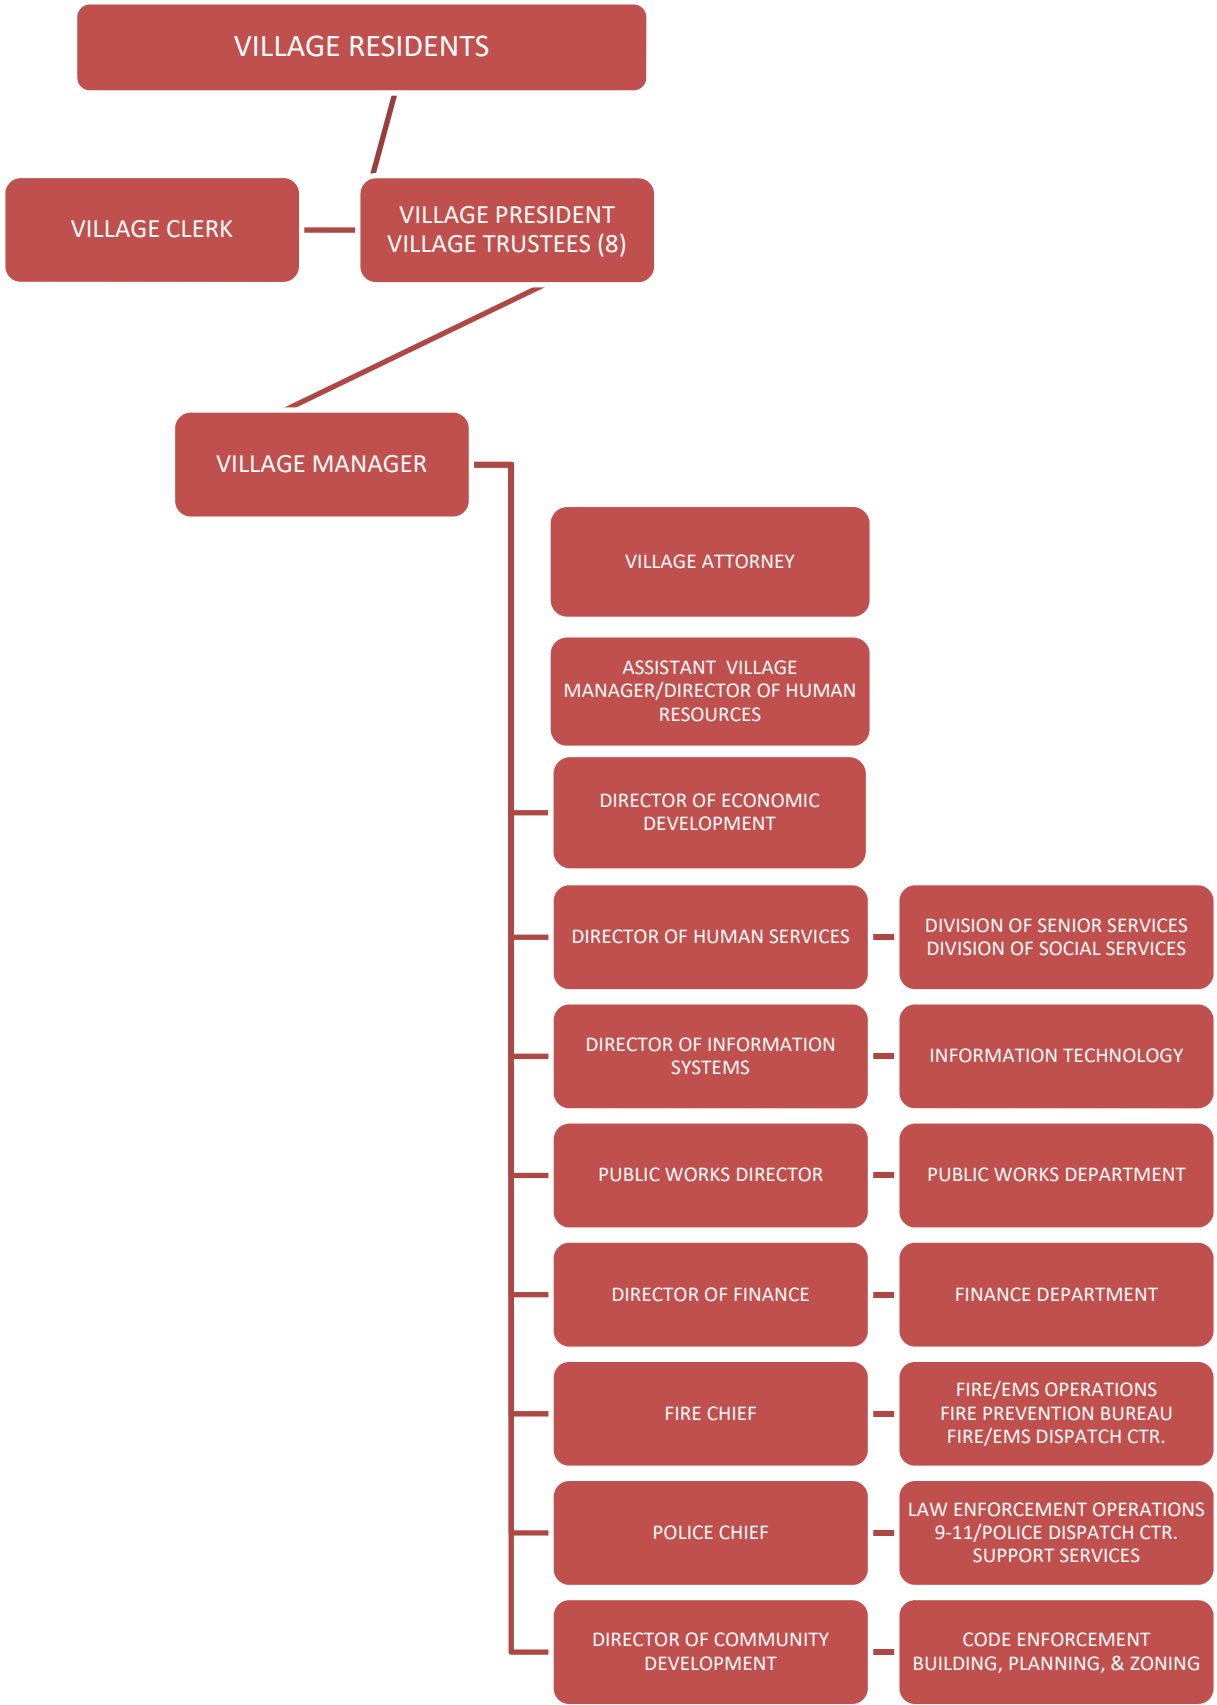 VILLAGE RESIDENTS
VILLAGE CLERK
VILLAGE PRESIDENT
VILLAGE TRUSTEES (8)
VILLAGE MANAGER
VILLAGE ATTORNEY
ASSISTANT  VILLAGE
MANAGER/DIRECTOR OF HUMAN
RESOURCES
DIRECTOR OF ECONOMIC
DEVELOPMENT
DIRECTOR OF HUMAN SERVICES
DIVISION OF SENIOR SERVICES
DIVISION OF SOCIAL SERVICES
DIRECTOR OF INFORMATION
SYSTEMS
INFORMATION TECHNOLOGY
PUBLIC WORKS DIRECTOR
PUBLIC WORKS DEPARTMENT
DIRECTOR OF FINANCE
FINANCE DEPARTMENT
FIRE CHIEF
FIRE/EMS OPERATIONS
FIRE PREVENTION BUREAU
FIRE/EMS DISPATCH CTR.
POLICE CHIEF
LAW ENFORCEMENT OPERATIONS
9-11/POLICE DISPATCH CTR.
SUPPORT SERVICES
DIRECTOR OF COMMUNITY
DEVELOPMENT
CODE ENFORCEMENT
BUILDING, PLANNING, & ZONING